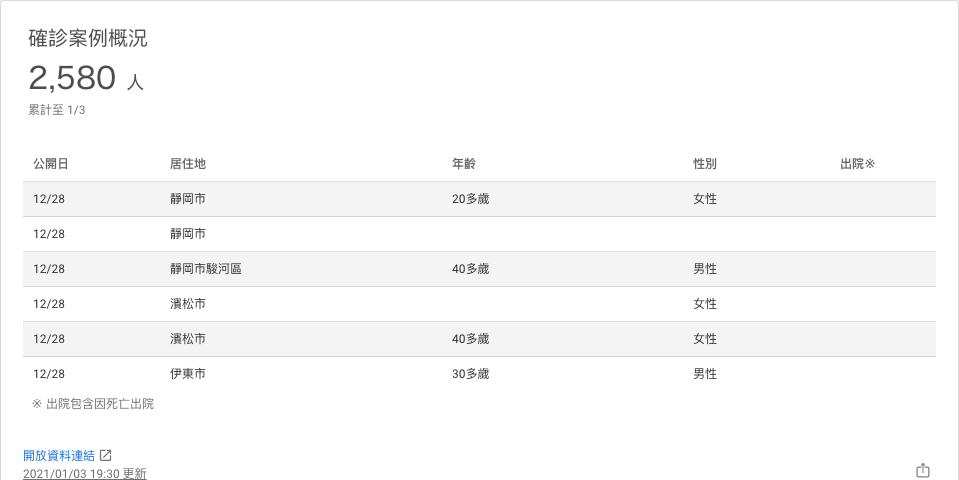 確診案例概況
2,580 人
累計至 1/3
公開日 居住地 年齡 性別 出院※
12/28 靜岡市 20多歲 女性
12/28 靜岡市
12/28 靜岡市駿河區 40多歲 男性
12/28 濱松市 女性
12/28 濱松市 40多歲 女性
12/28 伊東市 30多歲 男性
※ 出院包含因死亡出院
開放資料連結
2021/01/03 19:30 更新